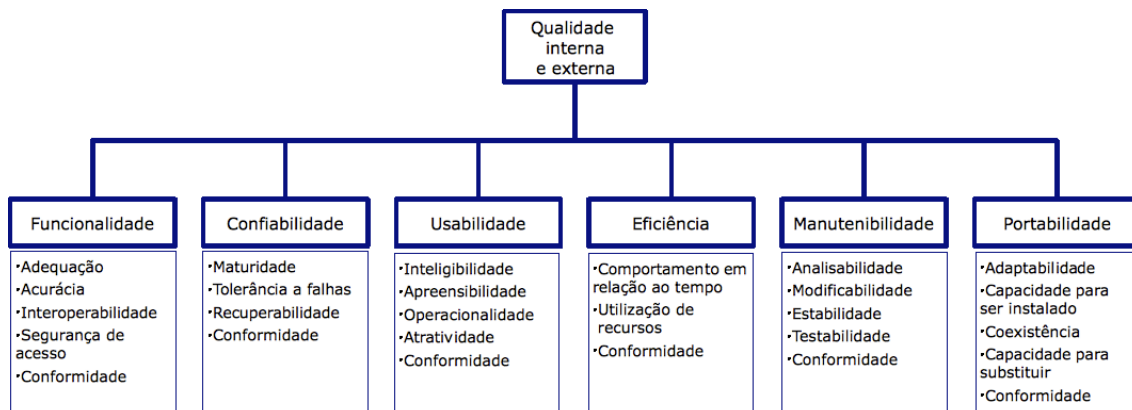 Qualidade
interna
e externa
Funcionalidade
•Adequação
•Acurácia
•Interoperabilidade
•Segurança de
acesso
•Conformidade
Confiabilidade
•Maturidade
•Tolerância a falhas
•Recuperabilidade
•Conformidade
Usabilidade
•Inteligibilidade
•Apreensibilidade
•Operacionalidade
•Atratividade
•Conformidade
Eficiência
•Comportamento em
relação ao tempo
•Utilização de
recursos
•Conformidade
Manutenibilidade
•Analisabilidade
•Modificabilidade
•Estabilidade
•Testabilidade
•Conformidade
Portabilidade
•Adaptabilidade
•Capacidade para
ser instalado
•Coexistência
•Capacidade para
substituir
•Conformidade